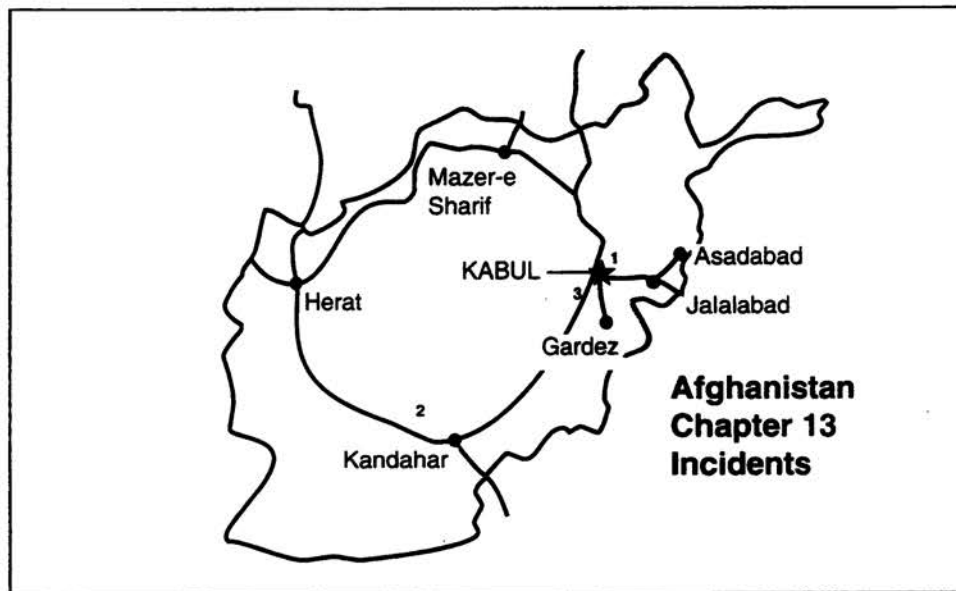 Mazer-e
Sharif
KABUL
1
Asadabad
3
Jalalabad
Herat
Gardez
2
Kandahar
Afghanistan
Chapter 13
Incidents